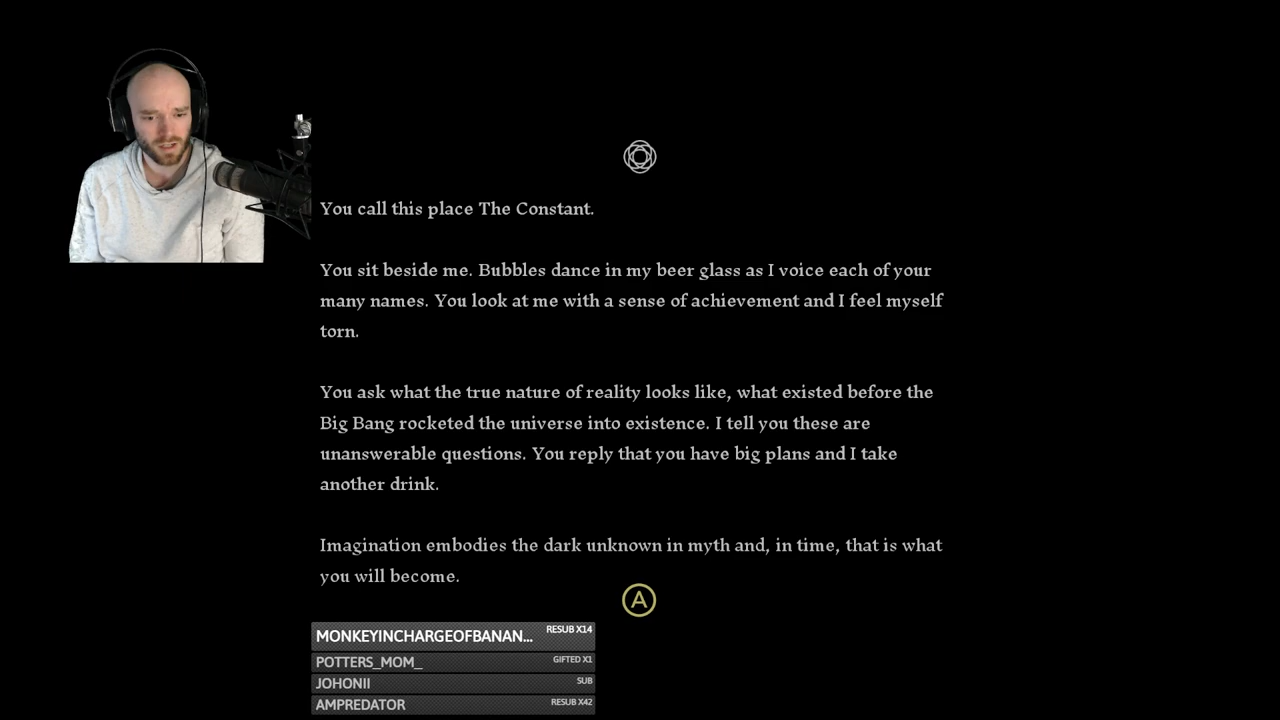 You call this place The Constant.
You sit beside me. Bubbles dance in my beer glass as I voice each of your
many names. You look at me with a sense of achievement and I feel myself
torn.
You ask what the true nature of reality looks like, what existed before the
Big Bang rocketed the universe into existence. I tell you these are
unanswerable questions. You reply that you have big plans and I take
another drink.
Imagination embodies the dark unknown in myth and, in time, that is what
you will become.
A
MONKEYINCHARGEOFBANAN... RESUB X14
POTTERS_MOM_ GIFTED X1
JOHONII SUB
AMPREDATOR RESUB X42